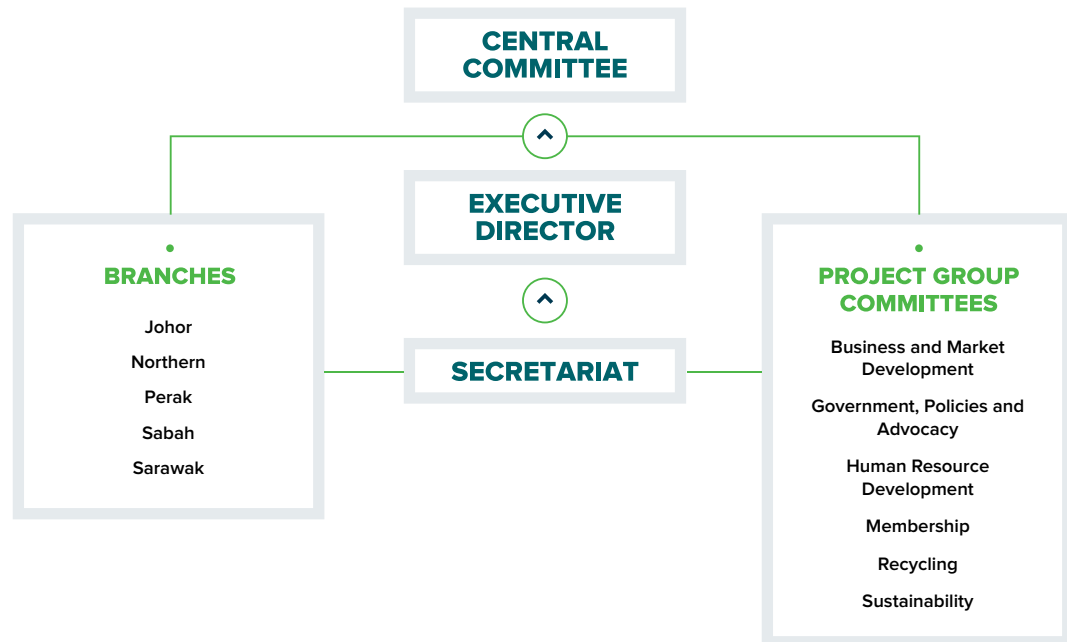 CENTRAL
COMMITTEE
EXECUTIVE
DIRECTOR
SECRETARIAT
BRANCHES
Johor
Northern
Perak
Sabah
Sarawak
PROJECT GROUP
COMMITTEES
Business and Market
Development
Government, Policies and
Advocacy
Human Resource
Development
Membership
Recycling
Sustainability